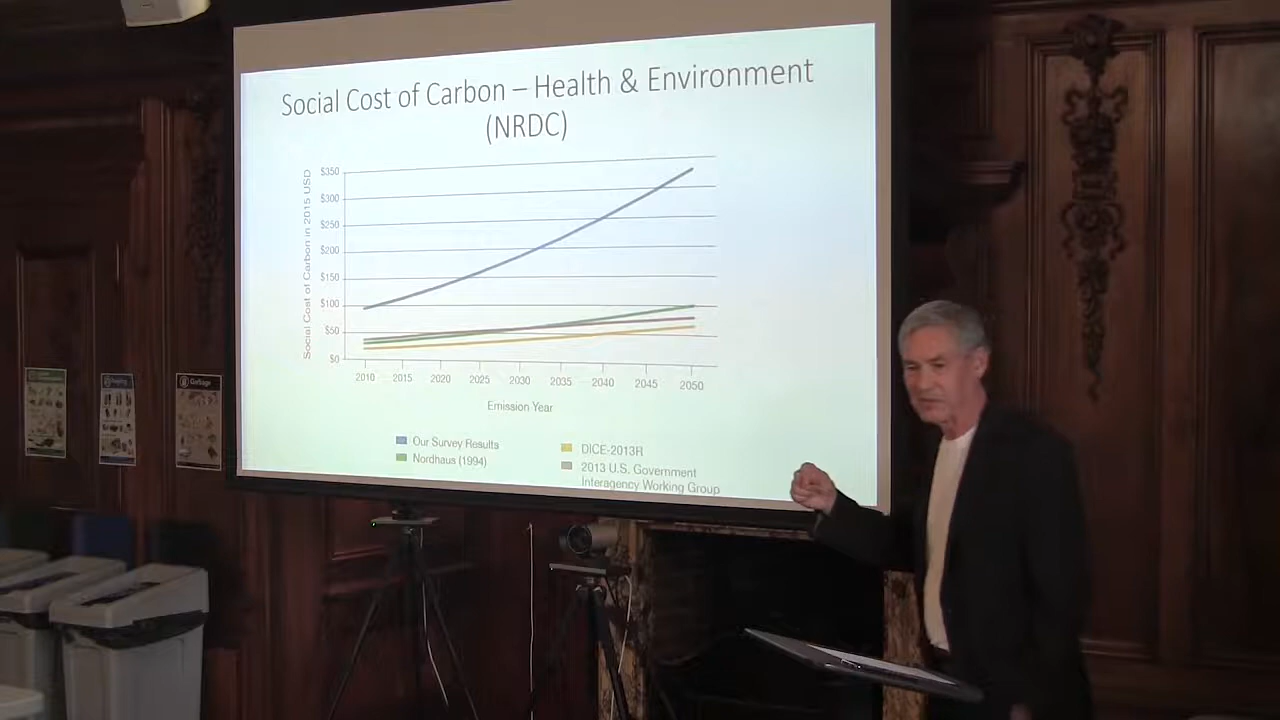 Social Cost of Carbon – Health & Environment
(NRDC)
Social Cost of Carbon in 2015 USD
$350
$300
$250
$200
$150
$100
$50
$0
2010 2015 2020 2025 2030 2035 2040 2045 2050
Emission Year
Our Survey Results
Nordhaus (1994)
DICE-2013R
2013 U.S. Government
Interagency Working Group
Garbage